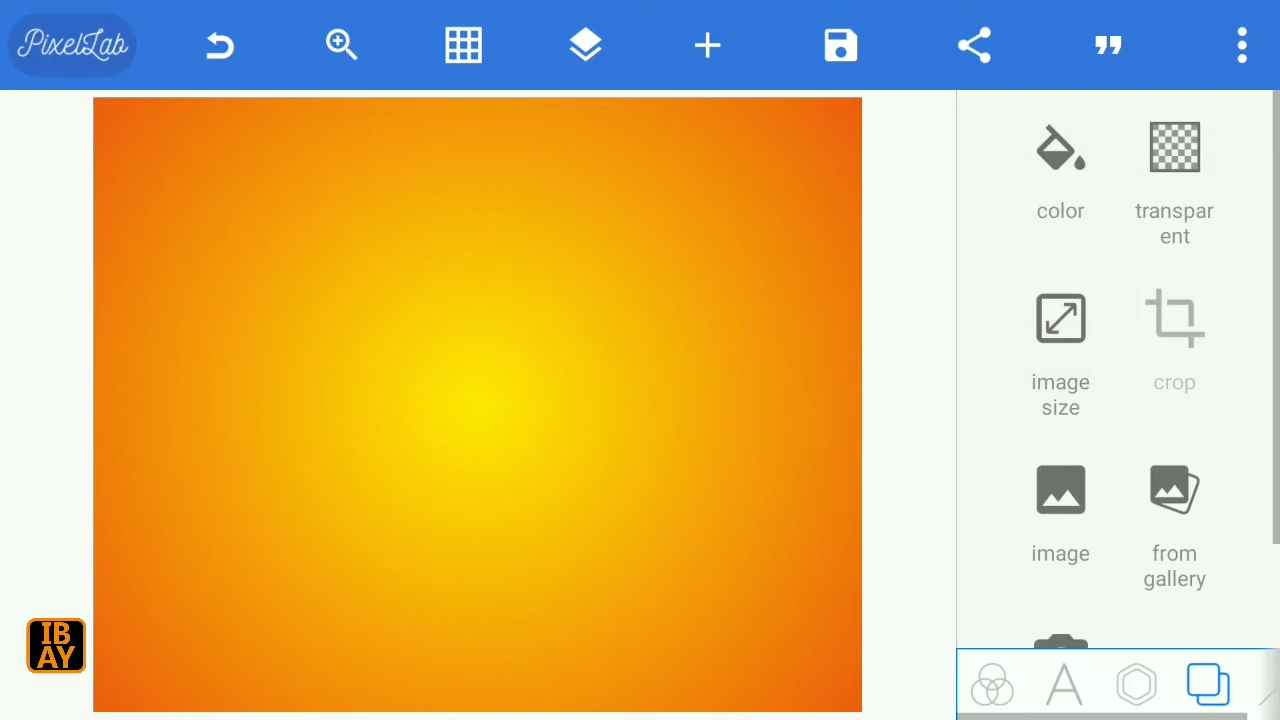 PixelLab
color
transpar
ent
image
size
crop
image
from
gallery
IB
AY